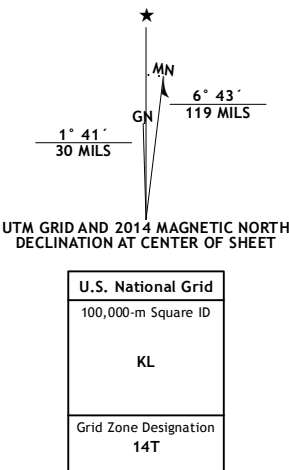 ★
MN
GN
6° 43´
119 MILS
1° 41´
30 MILS
UTM GRID AND 2014 MAGNETIC NORTH
DECLINATION AT CENTER OF SHEET
U.S. National Grid
100,000-m Square ID
KL
Grid Zone Designation
14T